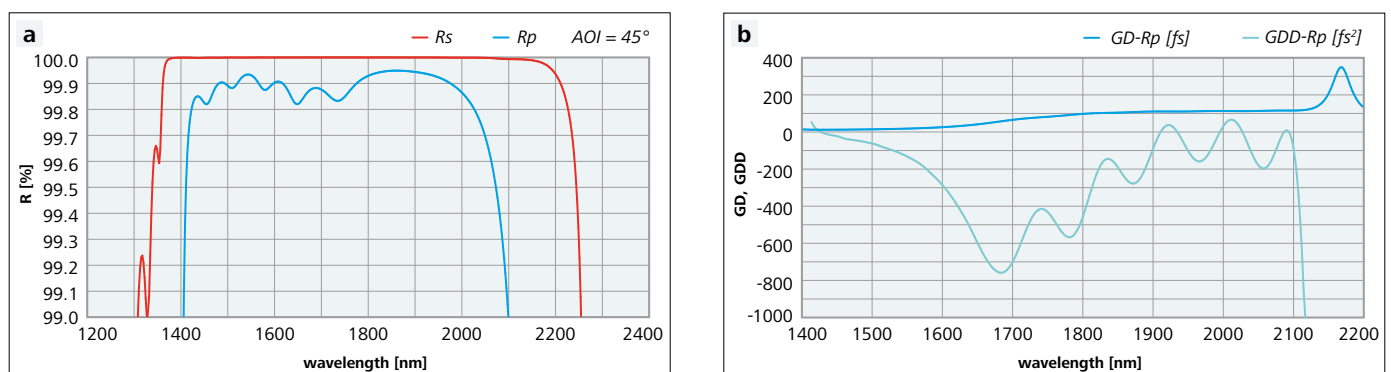 a
Rs Rp AOI = 45°
100.0
99.9
99.8
99.7
99.6
99.5
99.4
99.3
99.2
99.1
99.0
R [%]
1200 1400 1600 1800 2000 2200 2400
wavelength [nm]
b
GD-Rp [fs] GDD-Rp [fs²]
400
200
0
-200
-400
-600
-800
-1000
GD, GDD
1400 1500 1600 1700 1800 1900 2000 2100 2200
wavelength [nm]